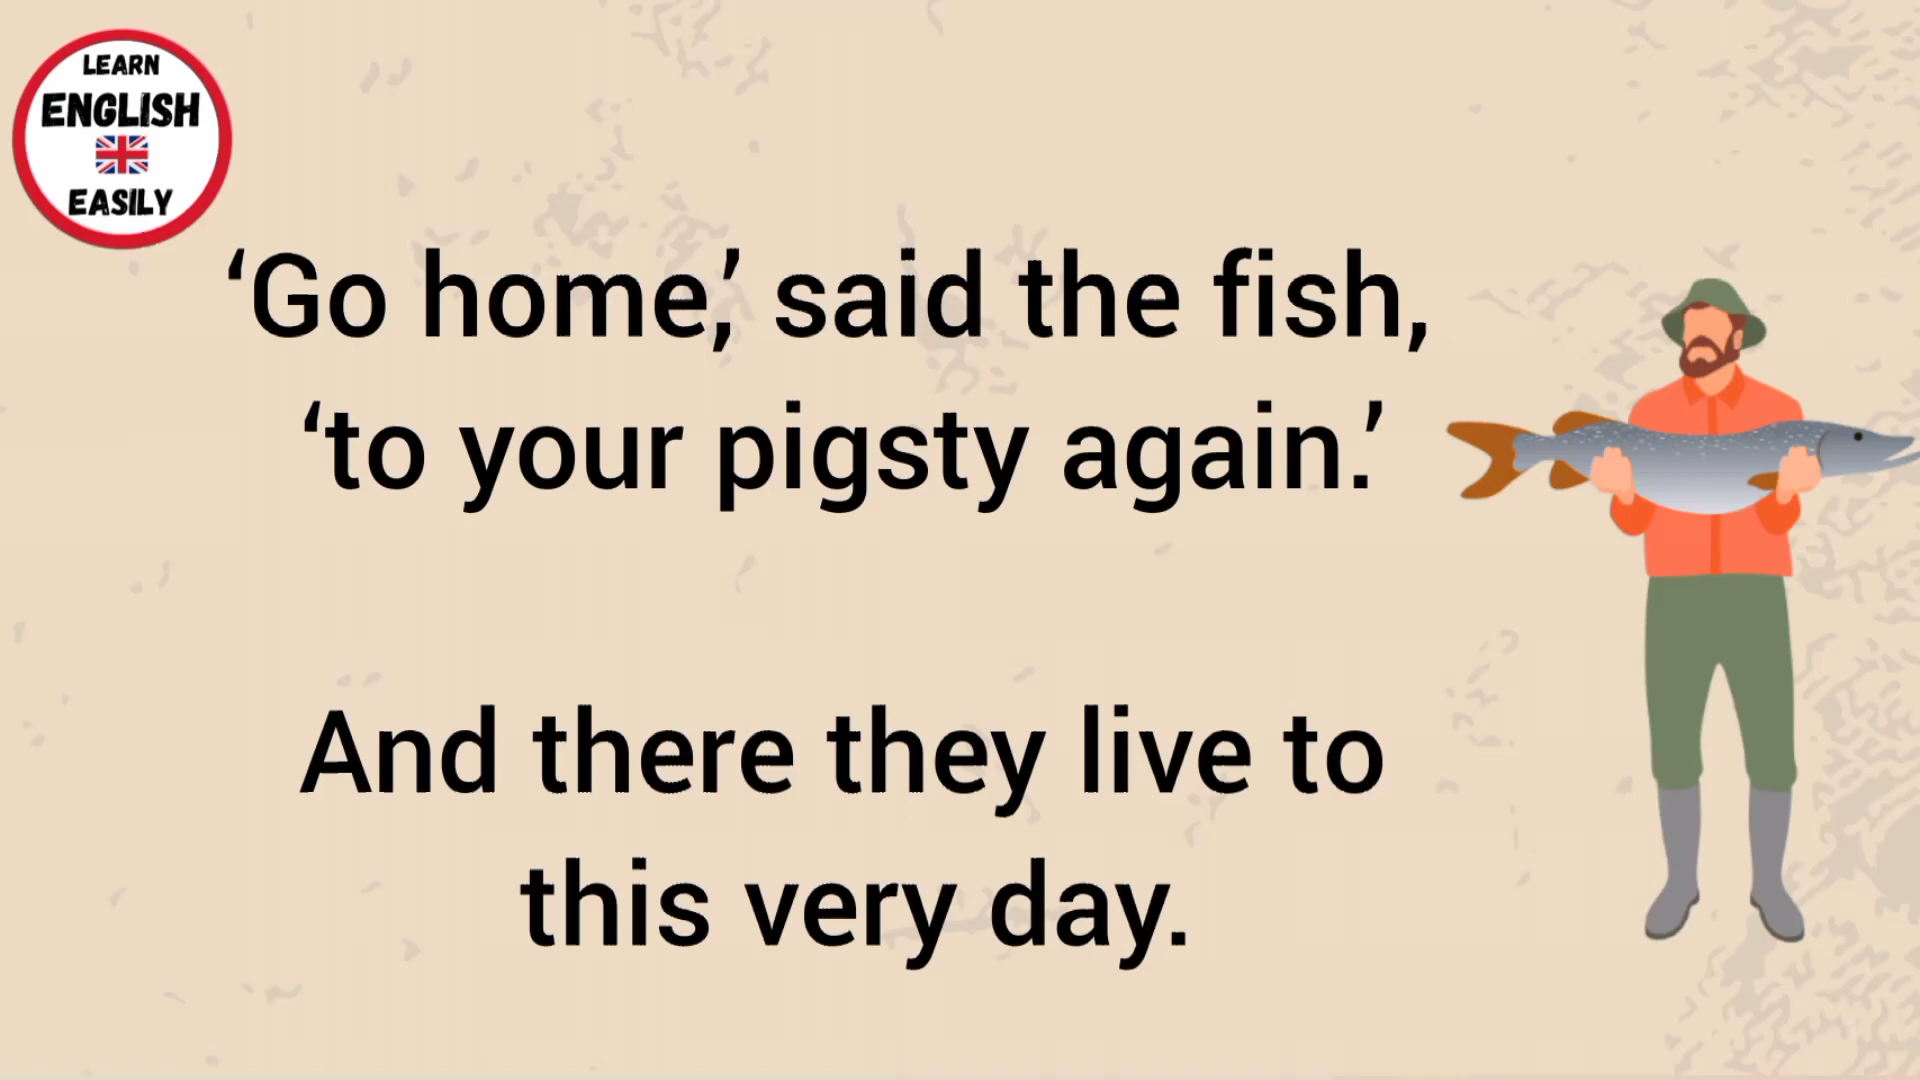 LEARN
ENGLISH
EASILY
‘Go home,’ said the fish,
‘to your pigsty again.’
And there they live to
this very day.